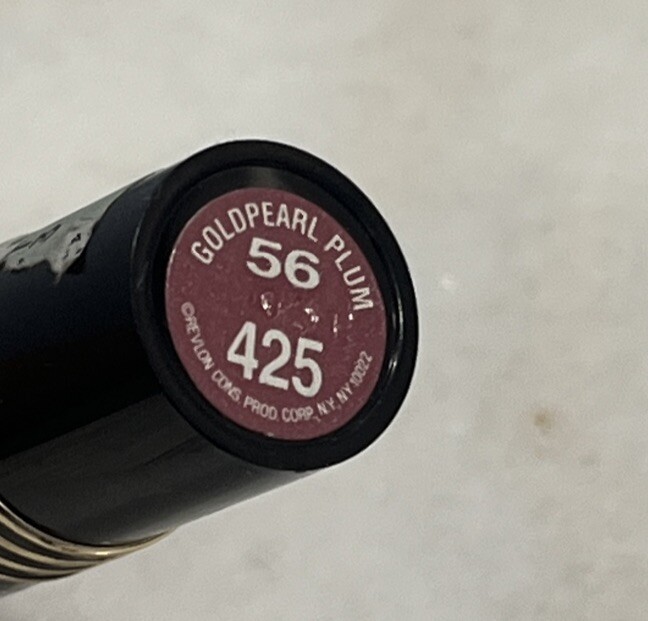 GOLDPEARL PLUM
56
425
©REVLON CONS. PROD. CORP. N.Y. NY 10022